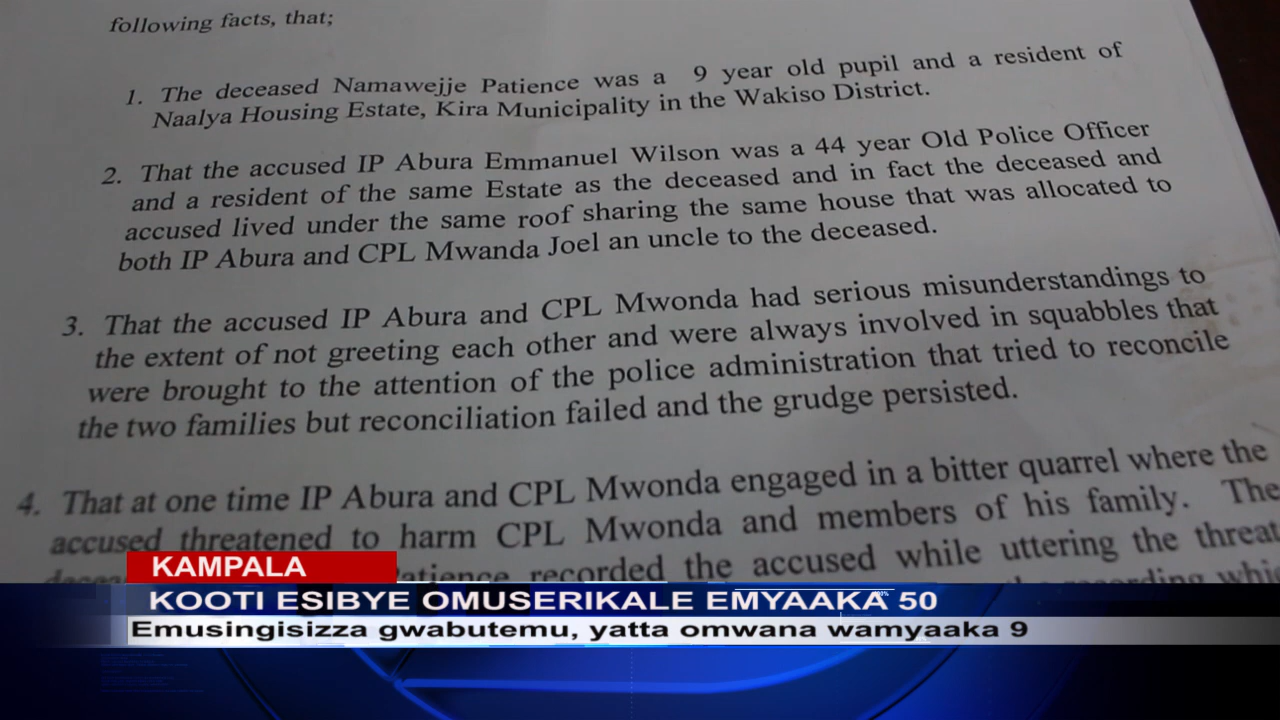 following facts, that;
1. The deceased Namawejje Patience was a 9 year old pupil and a resident of
Naalya Housing Estate, Kira Municipality in the Wakiso District.
2. That the accused IP Abura Emmanuel Wilson was a 44 year Old Police Officer
and a resident of the same Estate as the deceased and in fact the deceased and
accused lived under the same roof sharing the same house that was allocated to
both IP Abura and CPL Mwanda Joel an uncle to the deceased.
3. That the accused IP Abura and CPL Mwonda had serious misunderstandings to
the extent of not greeting each other and were always involved in squabbles that
were brought to the attention of the police administration that tried to reconcile
the two families but reconciliation failed and the grudge persisted.
4. That at one time IP Abura and CPL Mwonda engaged in a bitter quarrel where the
accused threatened to harm CPL Mwonda and members of his family. The
Patience recorded the accused while uttering the threat
KAMPALA
KOOTI ESIBYE OMUSERIKALE EMYAAKA 50
Emusingisizza gwabutemu, yatta omwana wamyaaka 9